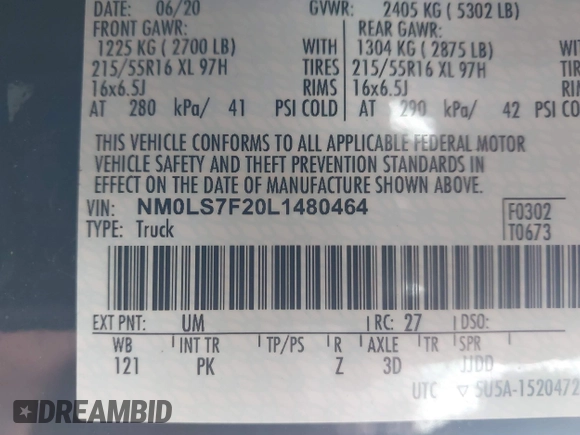 DATE: 06/20 GVWR: 2405 KG ( 5302 LB)
FRONT GAWR: REAR GAWR:
1225 KG ( 2700 LB) WITH 1304 KG ( 2875 LB)
215/55R16 XL 97H TIRES 215/55R16 XL 97H
16x6.5J RIMS 16x6.5J
AT 280 kPa/ 41 PSI COLD AT 290 kPa/ 42 PSI COLD
THIS VEHICLE CONFORMS TO ALL APPLICABLE FEDERAL MOTOR
VEHICLE SAFETY AND THEFT PREVENTION STANDARDS IN
EFFECT ON THE DATE OF MANUFACTURE SHOWN ABOVE.
VIN: NM0LS7F20L1480464 F0302
TYPE: Truck T0673
EXT PNT: UM RC: 27 DSO:
WB INT TR TP/PS R AXLE TR SPR
121 PK Z 3D JJDD
UTC ▽ 5U5A-1520472
DREAMBID